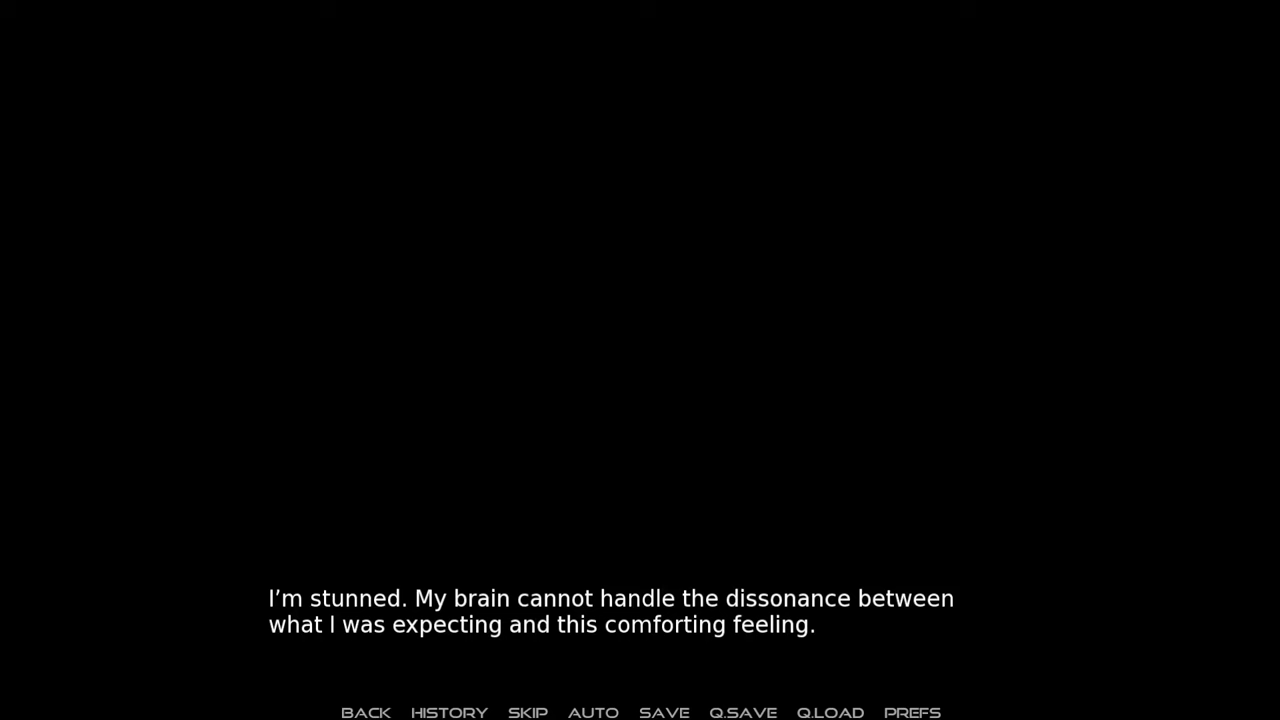 I’m stunned. My brain cannot handle the dissonance between
what I was expecting and this comforting feeling.
BACK HISTORY SKIP AUTO SAVE Q.SAVE Q.LOAD PREFS